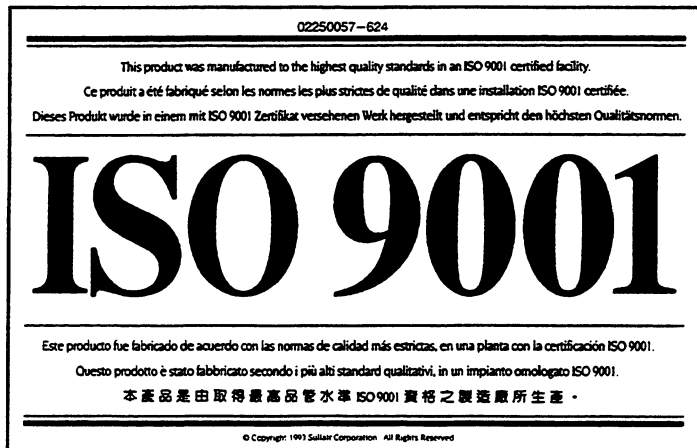 02250057-624
This product was manufactured to the highest quality standards in an ISO 9001 certified facility.
Ce produit a été fabriqué selon les normes les plus strictes de qualité dans une installation ISO 9001 certifiée.
Dieses Produkt wurde in einem mit ISO 9001 Zertifikat versehenen Werk hergestellt und entspricht den höchsten Qualitätsnormen.
ISO 9001
Este producto fue fabricado de acuerdo con las normas de calidad más estrictas, en una planta con la certificación ISO 9001.
Questo prodotto è stato fabbricato secondo i più alti standard qualitativi, in un impianto omologato ISO 9001.
本產品是由取得最高品管水準 ISO 9001 資格之製造廠所生產。
© Copyright 1993 Sullair Corporation All Rights Reserved